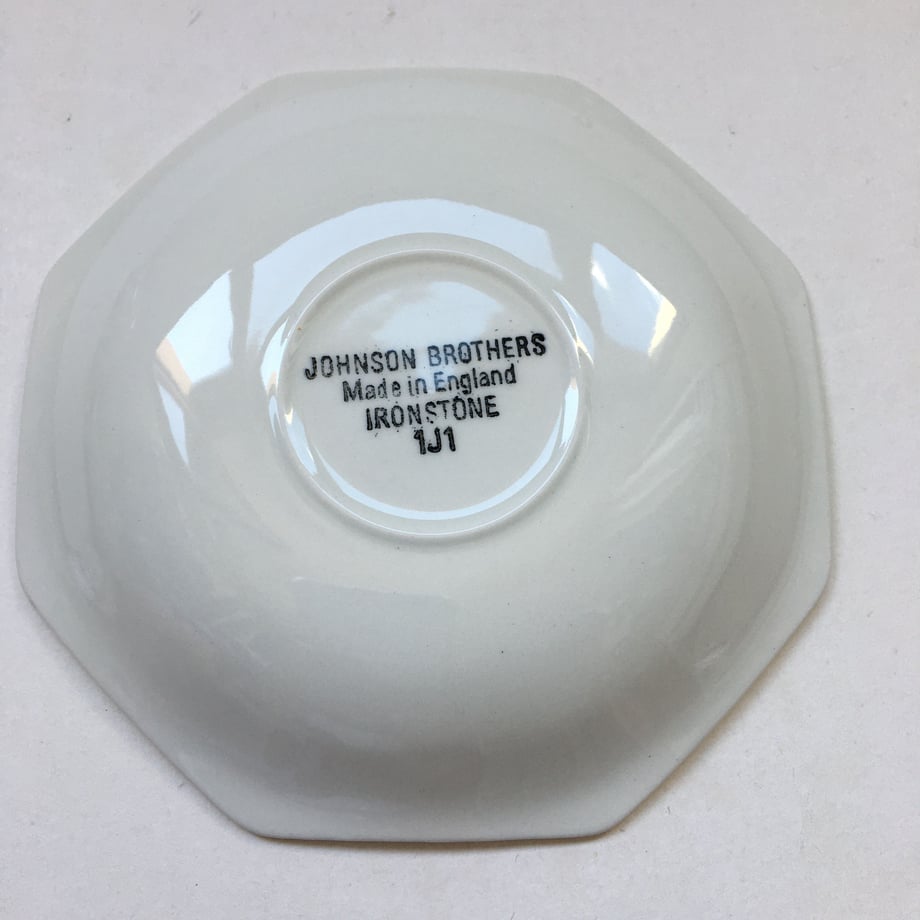 JOHNSON BROTHERS
Made in England
IRONSTONE
1J1